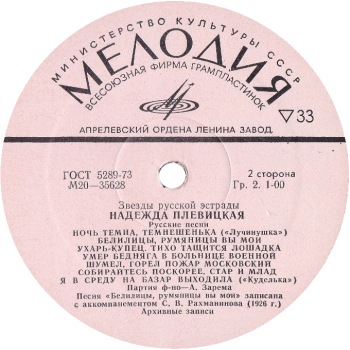 МИНИСТЕРСТВО КУЛЬТУРЫ СССР
МЕЛОДИЯ
ВСЕСОЮЗНАЯ ФИРМА ГРАМПЛАСТИНОК
▽33
АПРЕЛЕВСКИЙ ОРДЕНА ЛЕНИНА ЗАВОД
ГОСТ 5289-73
М20-35628
2 сторона
Гр. 2. 1-00
Звезды русской эстрады
НАДЕЖДА ПЛЕВИЦКАЯ
Русские песни
НОЧЬ ТЕМНА, ТЕМНЕШЕНЬКА («Лучинушка»)
БЕЛИЛИЦЫ, РУМЯНИЦЫ ВЫ МОИ
УХАРЬ-КУПЕЦ. ТИХО ТАЩИТСЯ ЛОШАДКА
УМЕР БЕДНЯГА В БОЛЬНИЦЕ ВОЕННОЙ
ШУМЕЛ, ГОРЕЛ ПОЖАР МОСКОВСКИЙ
СОБИРАЙТЕСЬ ПОСКОРЕЕ, СТАР И МЛАД
Я В СРЕДУ НА БАЗАР ВЫХОДИЛА («Куделька»)
Партия ф-но— А. Зарема
Песня «Белилицы, румяницы вы мои» записана
с аккомпанементом С. В. Рахманинова (1926 г.)
Архивные записи